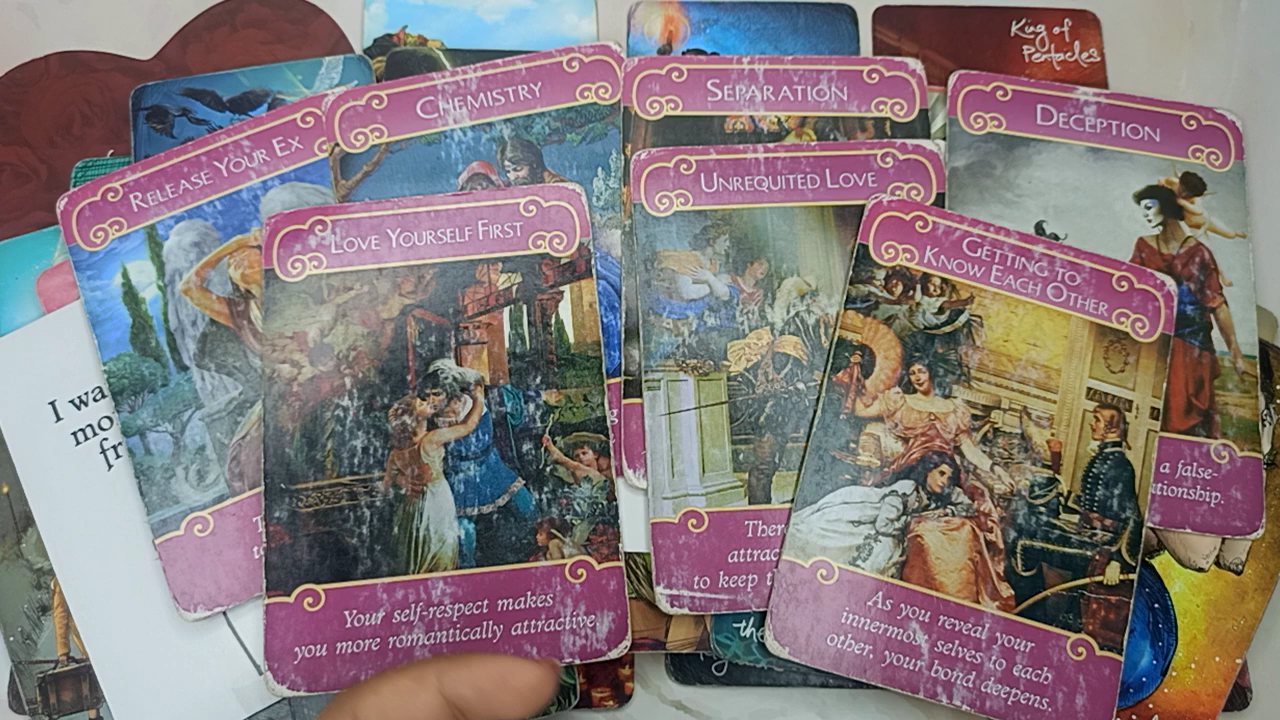 King of
Pentacles
CHEMISTRY
SEPARATION
DECEPTION
RELEASE YOUR EX
UNREQUITED LOVE
LOVE YOURSELF FIRST
GETTING TO
KNOW EACH OTHER
I wa
mo
fr
a false-
tionship.
Ther
attrac
to keep t
Your self-respect makes
you more romantically attractive.
As you reveal your
innermost selves to each
other, your bond deepens.
the